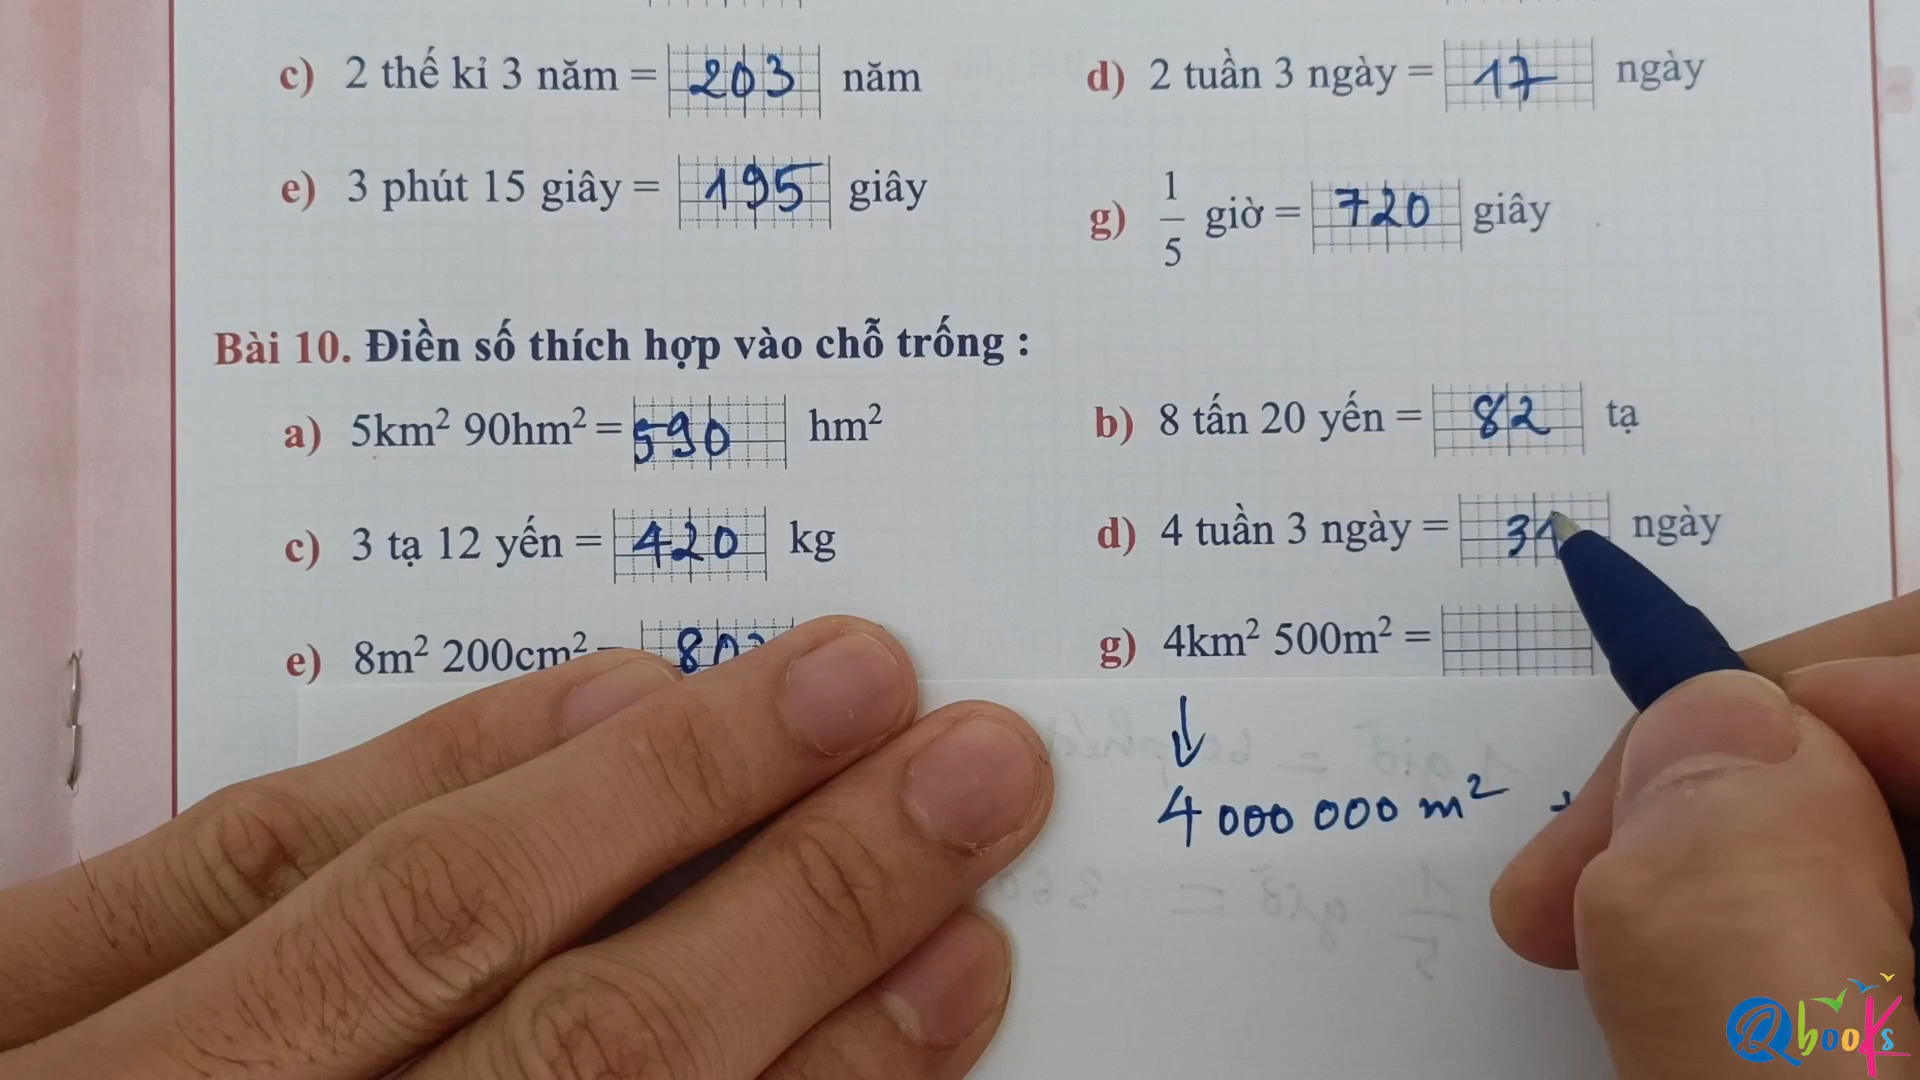 c) 2 thế kỉ 3 năm = 203 năm
d) 2 tuần 3 ngày = 17 ngày
e) 3 phút 15 giây = 195 giây
g) 1/5 giờ = 720 giây
Bài 10. Điền số thích hợp vào chỗ trống :
a) 5km² 90hm² = 590 hm²
b) 8 tấn 20 yến = 82 tạ
c) 3 tạ 12 yến = 420 kg
d) 4 tuần 3 ngày = 31 ngày
e) 8m² 200cm² = 
g) 4km² 500m² =
4 000 000 m² +
Qbooks